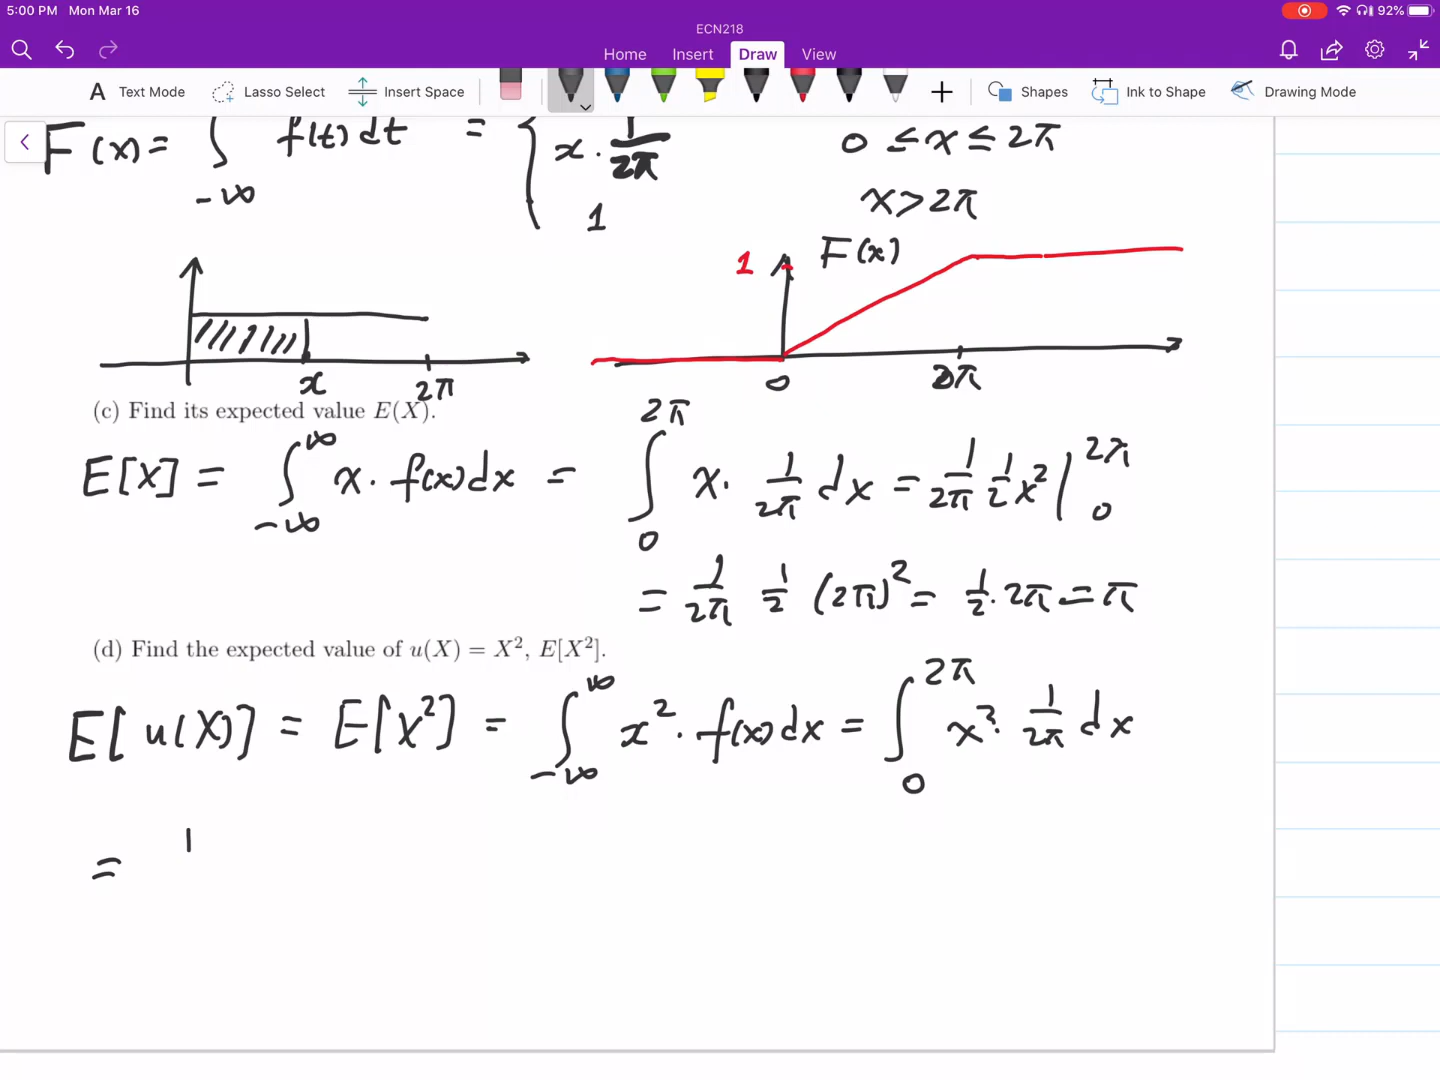 5:00 PM Mon Mar 16 92%
ECN218
Home Insert Draw View
A Text Mode Lasso Select Insert Space Shapes Ink to Shape Drawing Mode
F(x) = ∫ f(t) dt = { x · 1/2π 0 ≤ x ≤ 2π
-∞
1 x > 2π
1 F(x)
x 2π 0 2π
(c) Find its expected value E(X).
E[X] = ∫_{-∞}^{∞} x · f(x) dx = ∫_0^{2π} x · 1/2π dx = 1/2π 1/2 x² |_0^{2π}
= 1/2π 1/2 (2π)² = 1/2 · 2π = π
(d) Find the expected value of u(X) = X², E[X²].
E[u(X)] = E[X²] = ∫_{-∞}^{∞} x² · f(x) dx = ∫_0^{2π} x² · 1/2π dx
= 1